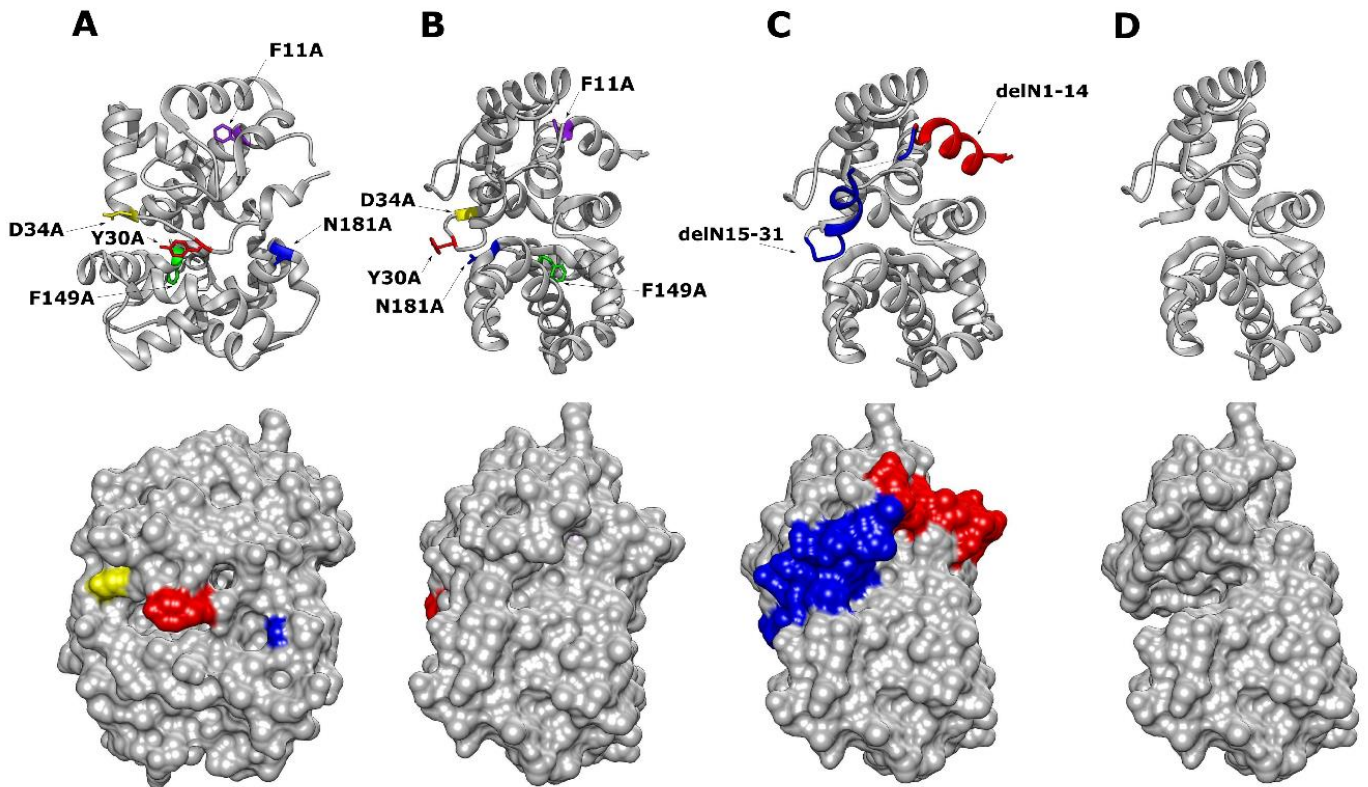 A
B
C
D
F11A
D34A
Y30A
F149A
N181A
F11A
D34A
Y30A
N181A
F149A
delN1-14
delN15-31